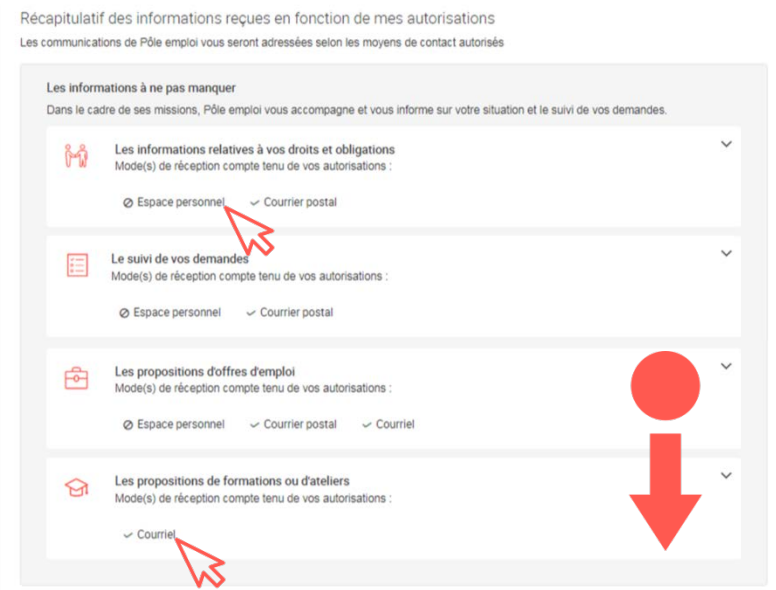 Récapitulatif des informations reçues en fonction de mes autorisations
Les communications de Pôle emploi vous seront adressées selon les moyens de contact autorisés
Les informations à ne pas manquer
Dans le cadre de ses missions, Pôle emploi vous accompagne et vous informe sur votre situation et le suivi de vos demandes.
Les informations relatives à vos droits et obligations
Mode(s) de réception compte tenu de vos autorisations :
Espace personnel Courrier postal
Le suivi de vos demandes
Mode(s) de réception compte tenu de vos autorisations :
Espace personnel Courrier postal
Les propositions d'offres d'emploi
Mode(s) de réception compte tenu de vos autorisations :
Espace personnel Courrier postal Courriel
Les propositions de formations ou d'ateliers
Mode(s) de réception compte tenu de vos autorisations :
Courriel